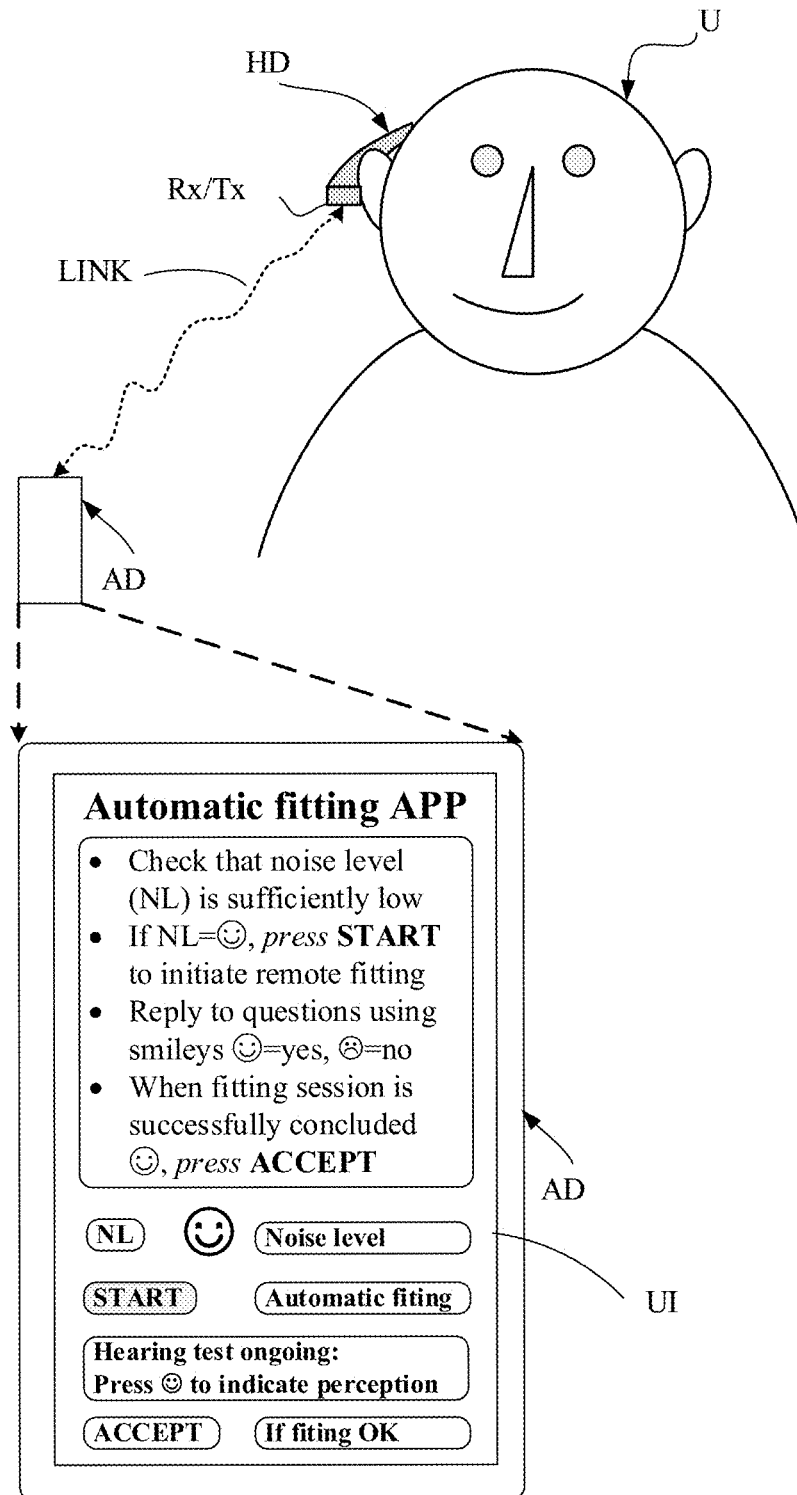 U
HD
Rx/Tx
LINK
AD
Automatic fitting APP
• Check that noise level
(NL) is sufficiently low
• If NL=☺, press START
to initiate remote fitting
• Reply to questions using
smileys ☺=yes, ☹=no
• When fitting session is
successfully concluded
☺, press ACCEPT
AD
NL ☺ Noise level
UI
START Automatic fiting
Hearing test ongoing:
Press ☺ to indicate perception
ACCEPT If fiting OK